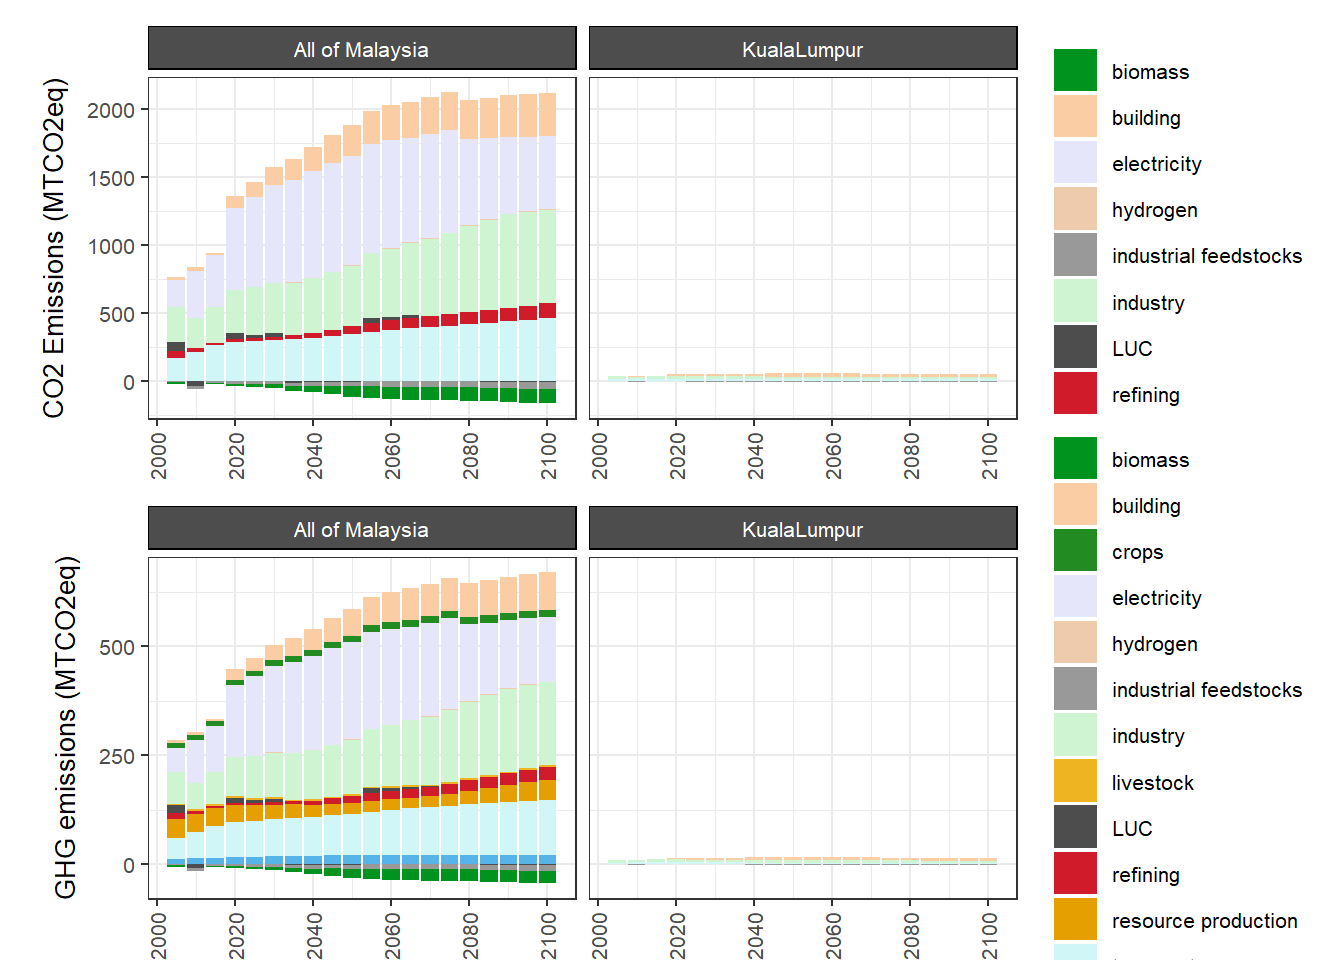 All of Malaysia
KualaLumpur
CO2 Emissions (MTCO2eq)
2000
1500
1000
500
0
2000
2020
2040
2060
2080
2100
2000
2020
2040
2060
2080
2100
biomass
building
electricity
hydrogen
industrial feedstocks
industry
LUC
refining
All of Malaysia
KualaLumpur
GHG emissions (MTCO2eq)
500
250
0
2000
2020
2040
2060
2080
2100
2000
2020
2040
2060
2080
2100
biomass
building
crops
electricity
hydrogen
industrial feedstocks
industry
livestock
LUC
refining
resource production